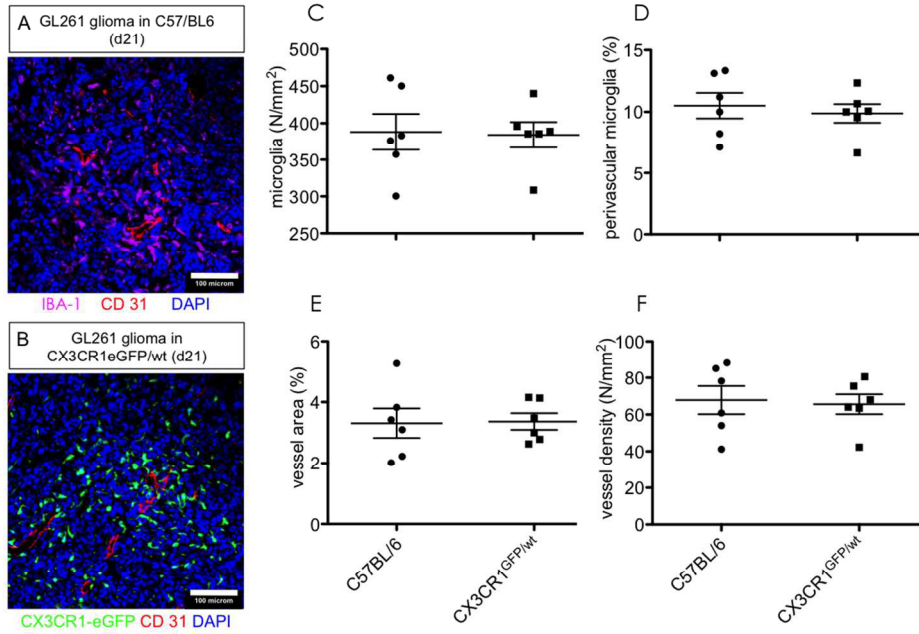 A
GL261 glioma in C57/BL6
(d21)
100 microm
IBA-1 CD 31 DAPI
B
GL261 glioma in
CX3CR1eGFP/wt (d21)
100 microm
CX3CR1-eGFP CD 31 DAPI
C
microglia (N/mm²)
450
400
350
300
250
D
perivascular microglia (%)
15
10
5
0
E
vessel area (%)
6
4
2
0
C57BL/6
CX3CR1GFP/wt
F
vessel density (N/mm²)
100
80
60
40
20
0
C57BL/6
CX3CR1GFP/wt